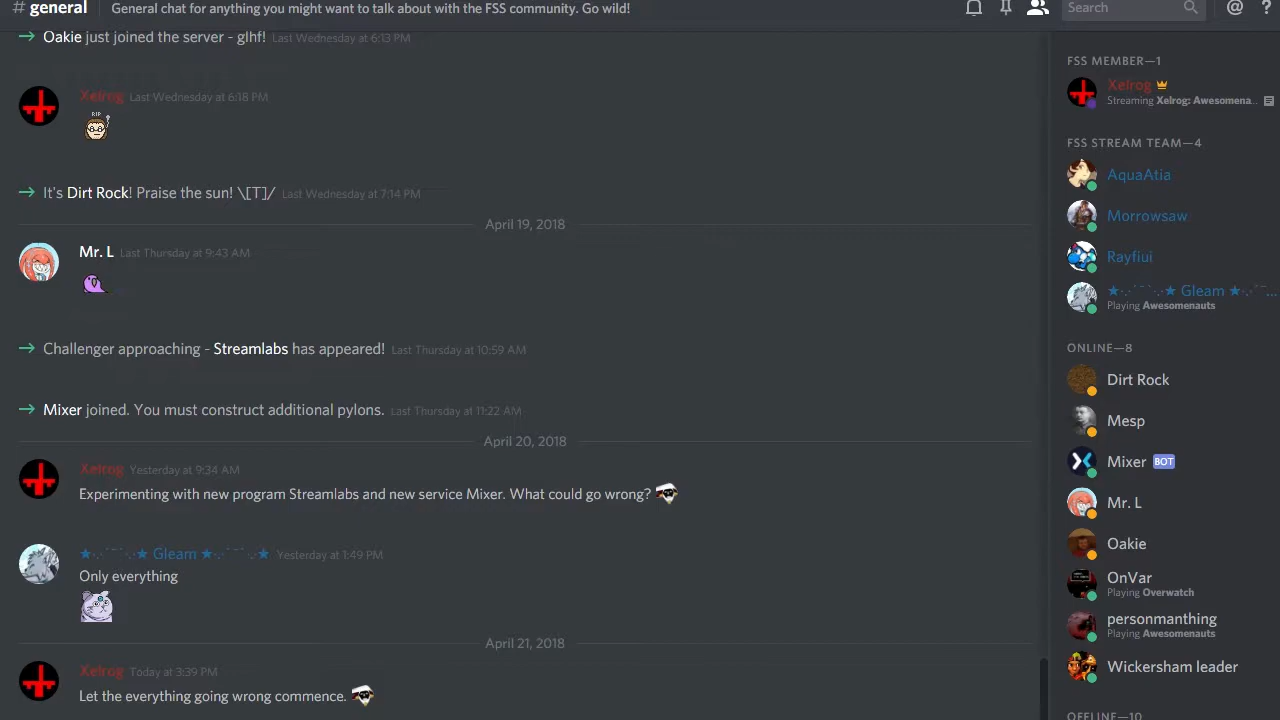 # general General chat for anything you might want to talk about with the FSS community. Go wild!
Search
Oakie just joined the server - glhf! Last Wednesday at 6:13 PM
Xelrog Last Wednesday at 6:18 PM
RIP
It's Dirt Rock! Praise the sun! \[T]/ Last Wednesday at 7:14 PM
April 19, 2018
Mr. L Last Thursday at 9:43 AM
Challenger approaching - Streamlabs has appeared! Last Thursday at 10:59 AM
Mixer joined. You must construct additional pylons. Last Thursday at 11:22 AM
April 20, 2018
Xelrog Yesterday at 9:34 AM
Experimenting with new program Streamlabs and new service Mixer. What could go wrong?
★·.·´¯`·.·★ Gleam ★·.·´¯`·.·★ Yesterday at 1:49 PM
Only everything
April 21, 2018
Xelrog Today at 3:39 PM
Let the everything going wrong commence.
FSS MEMBER—1
Xelrog
Streaming Xelrog: Awesomena...
FSS STREAM TEAM—4
AquaAtia
Morrowsaw
Rayfiui
★·.·´¯`·.·★ Gleam ★·.·´¯...
Playing Awesomenauts
ONLINE—8
Dirt Rock
Mesp
Mixer BOT
Mr. L
Oakie
OnVar
Playing Overwatch
personmanthing
Playing Awesomenauts
Wickersham leader
OFFLINE—10